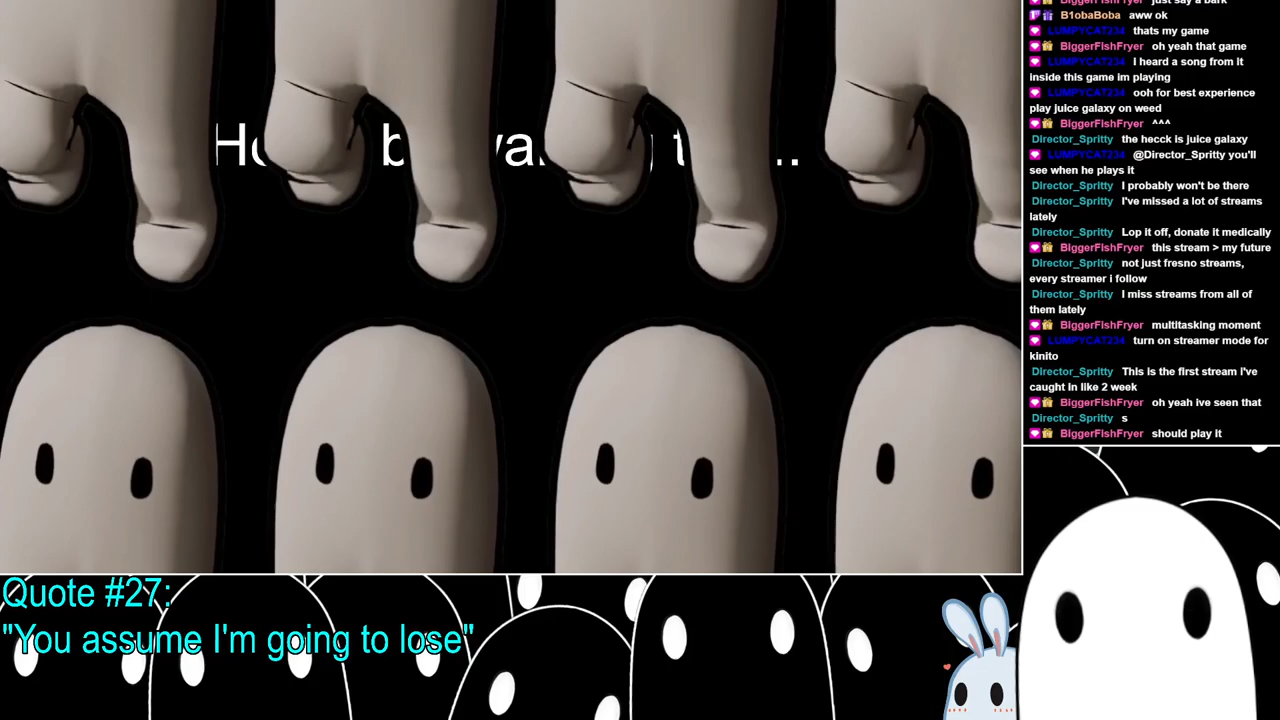 BiggerFishFryer just say a bark
B1obaBoba aww ok
LUMPYCAT234 thats my game
BiggerFishFryer oh yeah that game
LUMPYCAT234 I heard a song from it
inside this game im playing
LUMPYCAT234 ooh for best experience
play juice galaxy on weed
BiggerFishFryer ^^^
Director_Spritty the hecck is juice galaxy
LUMPYCAT234 @Director_Spritty you'll
see when he plays it
Director_Spritty I probably won't be there
Director_Spritty I've missed a lot of streams
lately
Director_Spritty Lop it off, donate it medically
BiggerFishFryer this stream > my future
Director_Spritty not just fresno streams,
every streamer i follow
Director_Spritty I miss streams from all of
them lately
BiggerFishFryer multitasking moment
LUMPYCAT234 turn on streamer mode for
kinito
Director_Spritty This is the first stream i've
caught in like 2 week
BiggerFishFryer oh yeah ive seen that
Director_Spritty s
BiggerFishFryer should play it
Quote #27:
"You assume I'm going to lose"